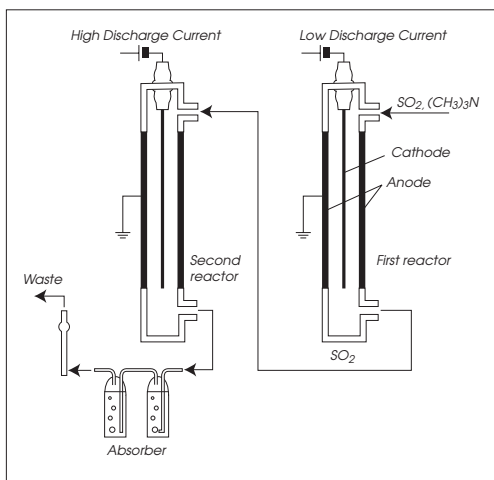 High Discharge Current
Low Discharge Current
SO2, (CH3)3N
Cathode
Anode
Second
reactor
First reactor
Waste
SO2
Absorber